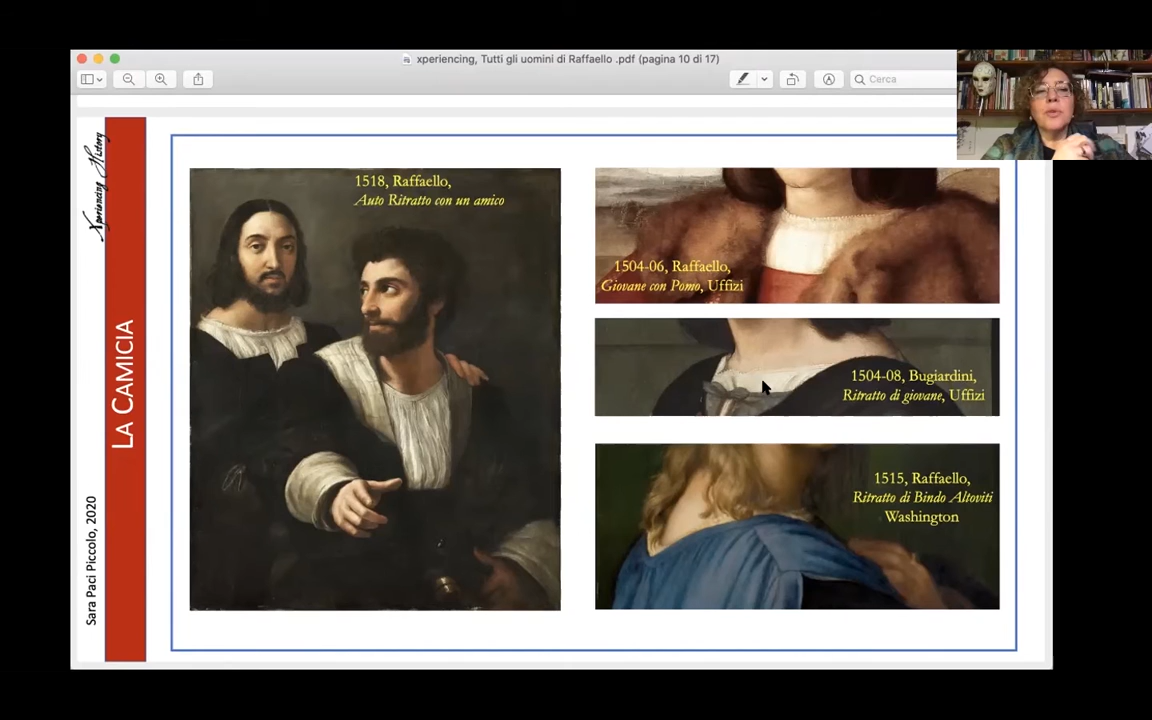 xperiencing, Tutti gli uomini di Raffaello .pdf (pagina 10 di 17)
Cerca
Xperiencing History
LA CAMICIA
Sara Paci Piccolo, 2020
1518, Raffaello,
Auto Ritratto con un amico
1504-06, Raffaello,
Giovane con Pomo, Uffizi
1504-08, Bugiardini,
Ritratto di giovane, Uffizi
1515, Raffaello,
Ritratto di Bindo Altoviti
Washington